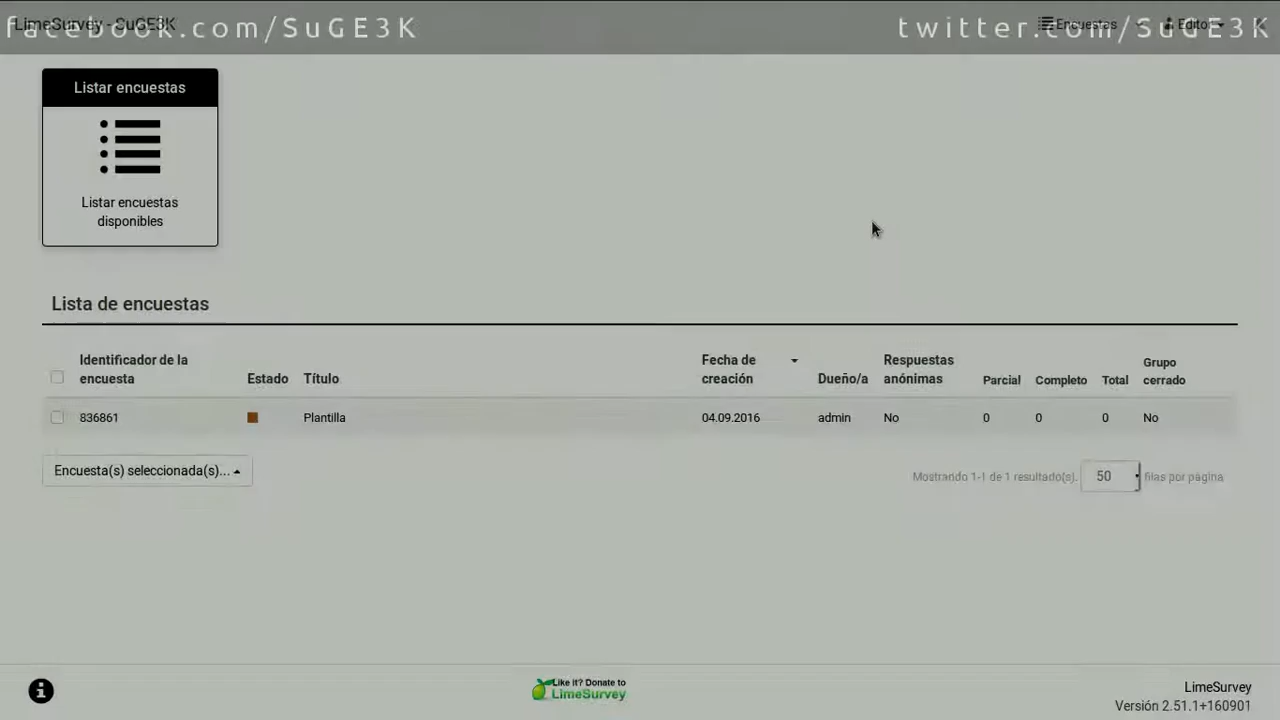 LimeSurvey - SuGE3K
facebook.com/SuGE3K
Encuestas
Editor
twitter.com/SuGE3K
Listar encuestas
Listar encuestas
disponibles
Lista de encuestas
Identificador de la
encuesta
Estado
Título
Fecha de
creación
Dueño/a
Respuestas
anónimas
Parcial
Completo
Total
Grupo
cerrado
836861
Plantilla
04.09.2016
admin
No
0
0
0
No
Encuesta(s) seleccionada(s)...
Mostrando 1-1 de 1 resultado(s).
50
filas por página
Like it? Donate to
LimeSurvey
LimeSurvey
Versión 2.51.1+160901